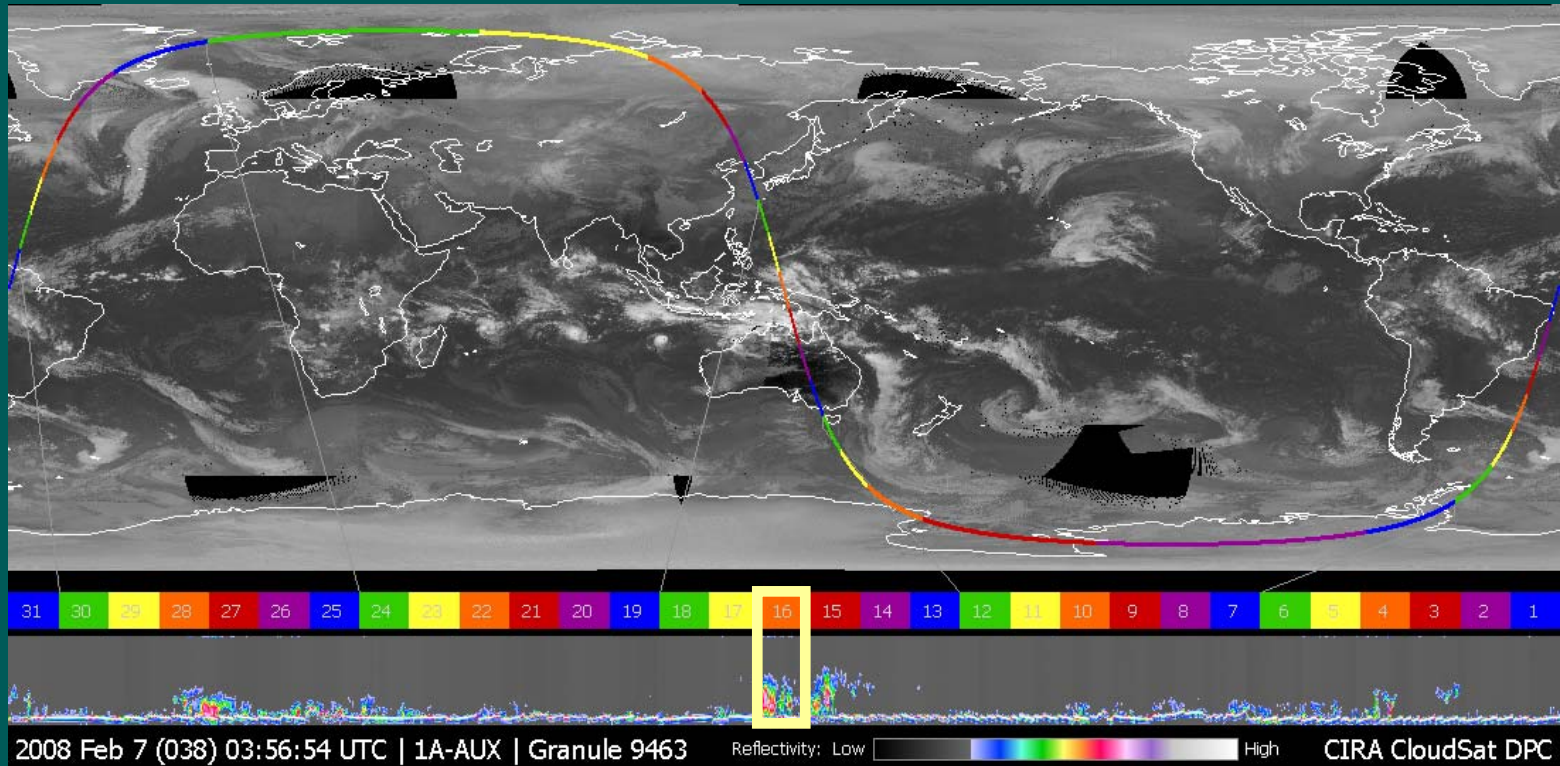 31 30 29 28 27 26 25 24 23 22 21 20 19 18 17 16 15 14 13 12 11 10 9 8 7 6 5 4 3 2 1
2008 Feb 7 (038) 03:56:54 UTC | 1A-AUX | Granule 9463 Reflectivity: Low High CIRA CloudSat DPC